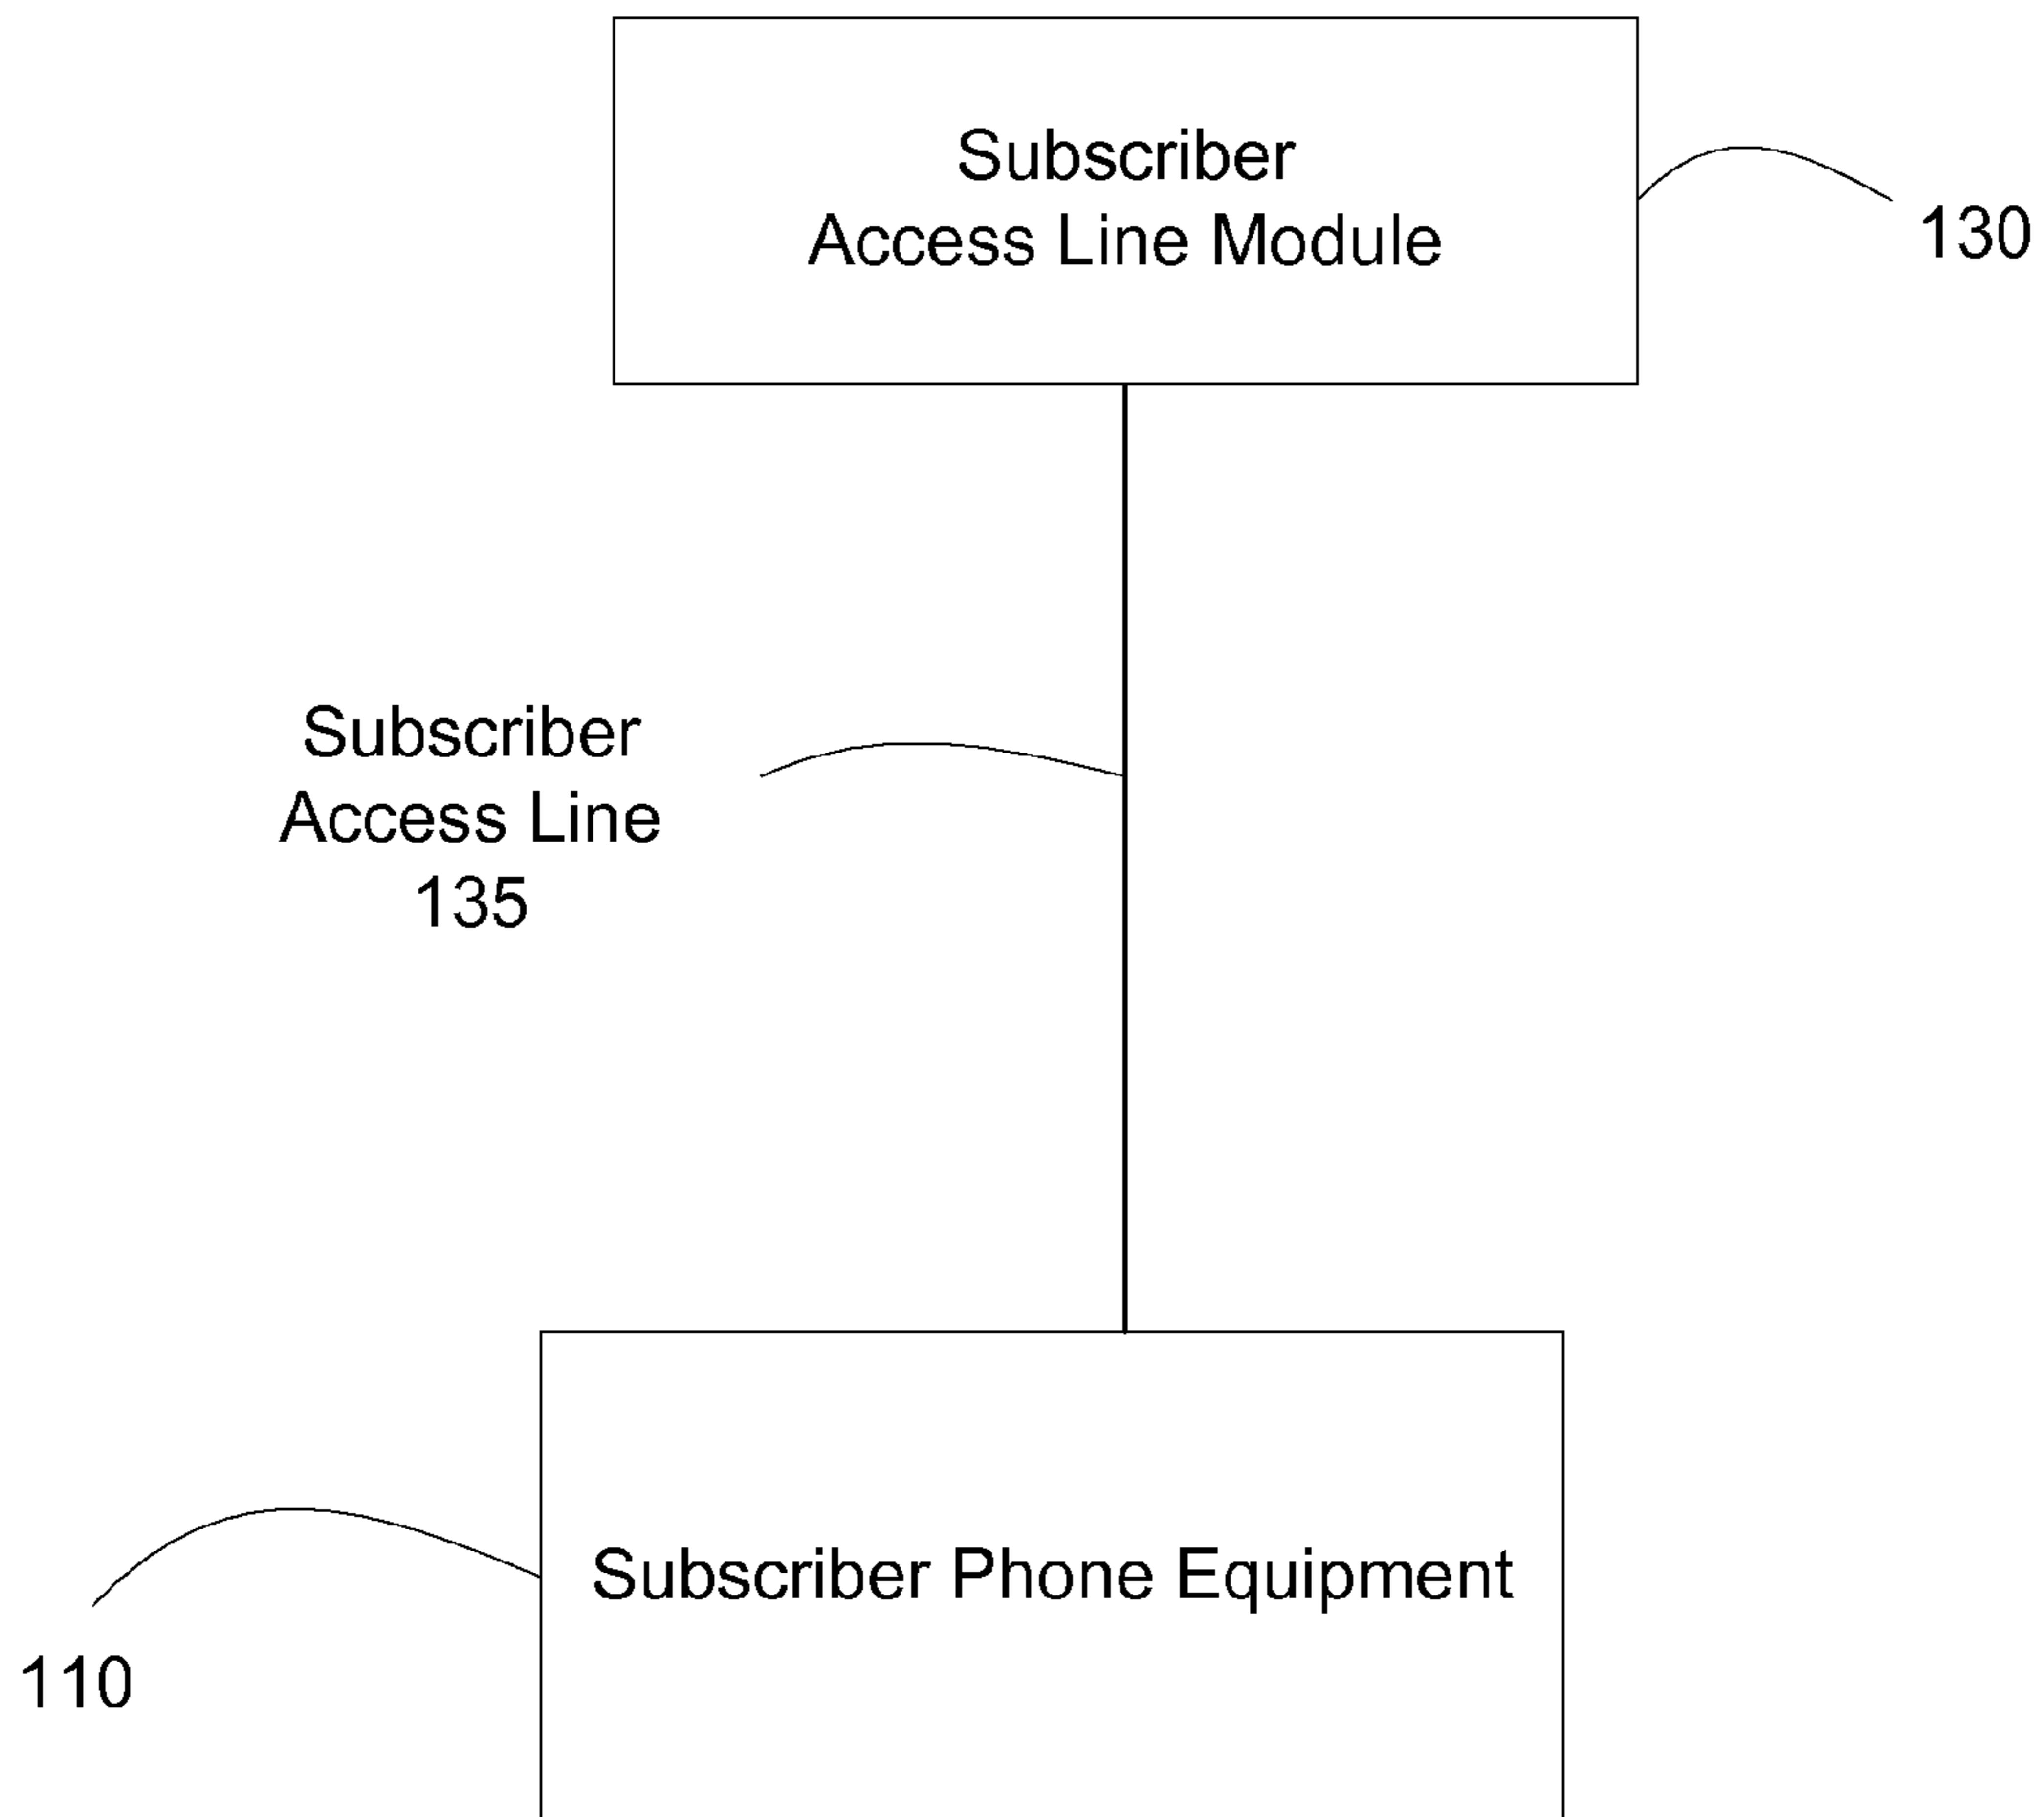 Subscriber
Access Line Module
130
Subscriber
Access Line
135
Subscriber Phone Equipment
110